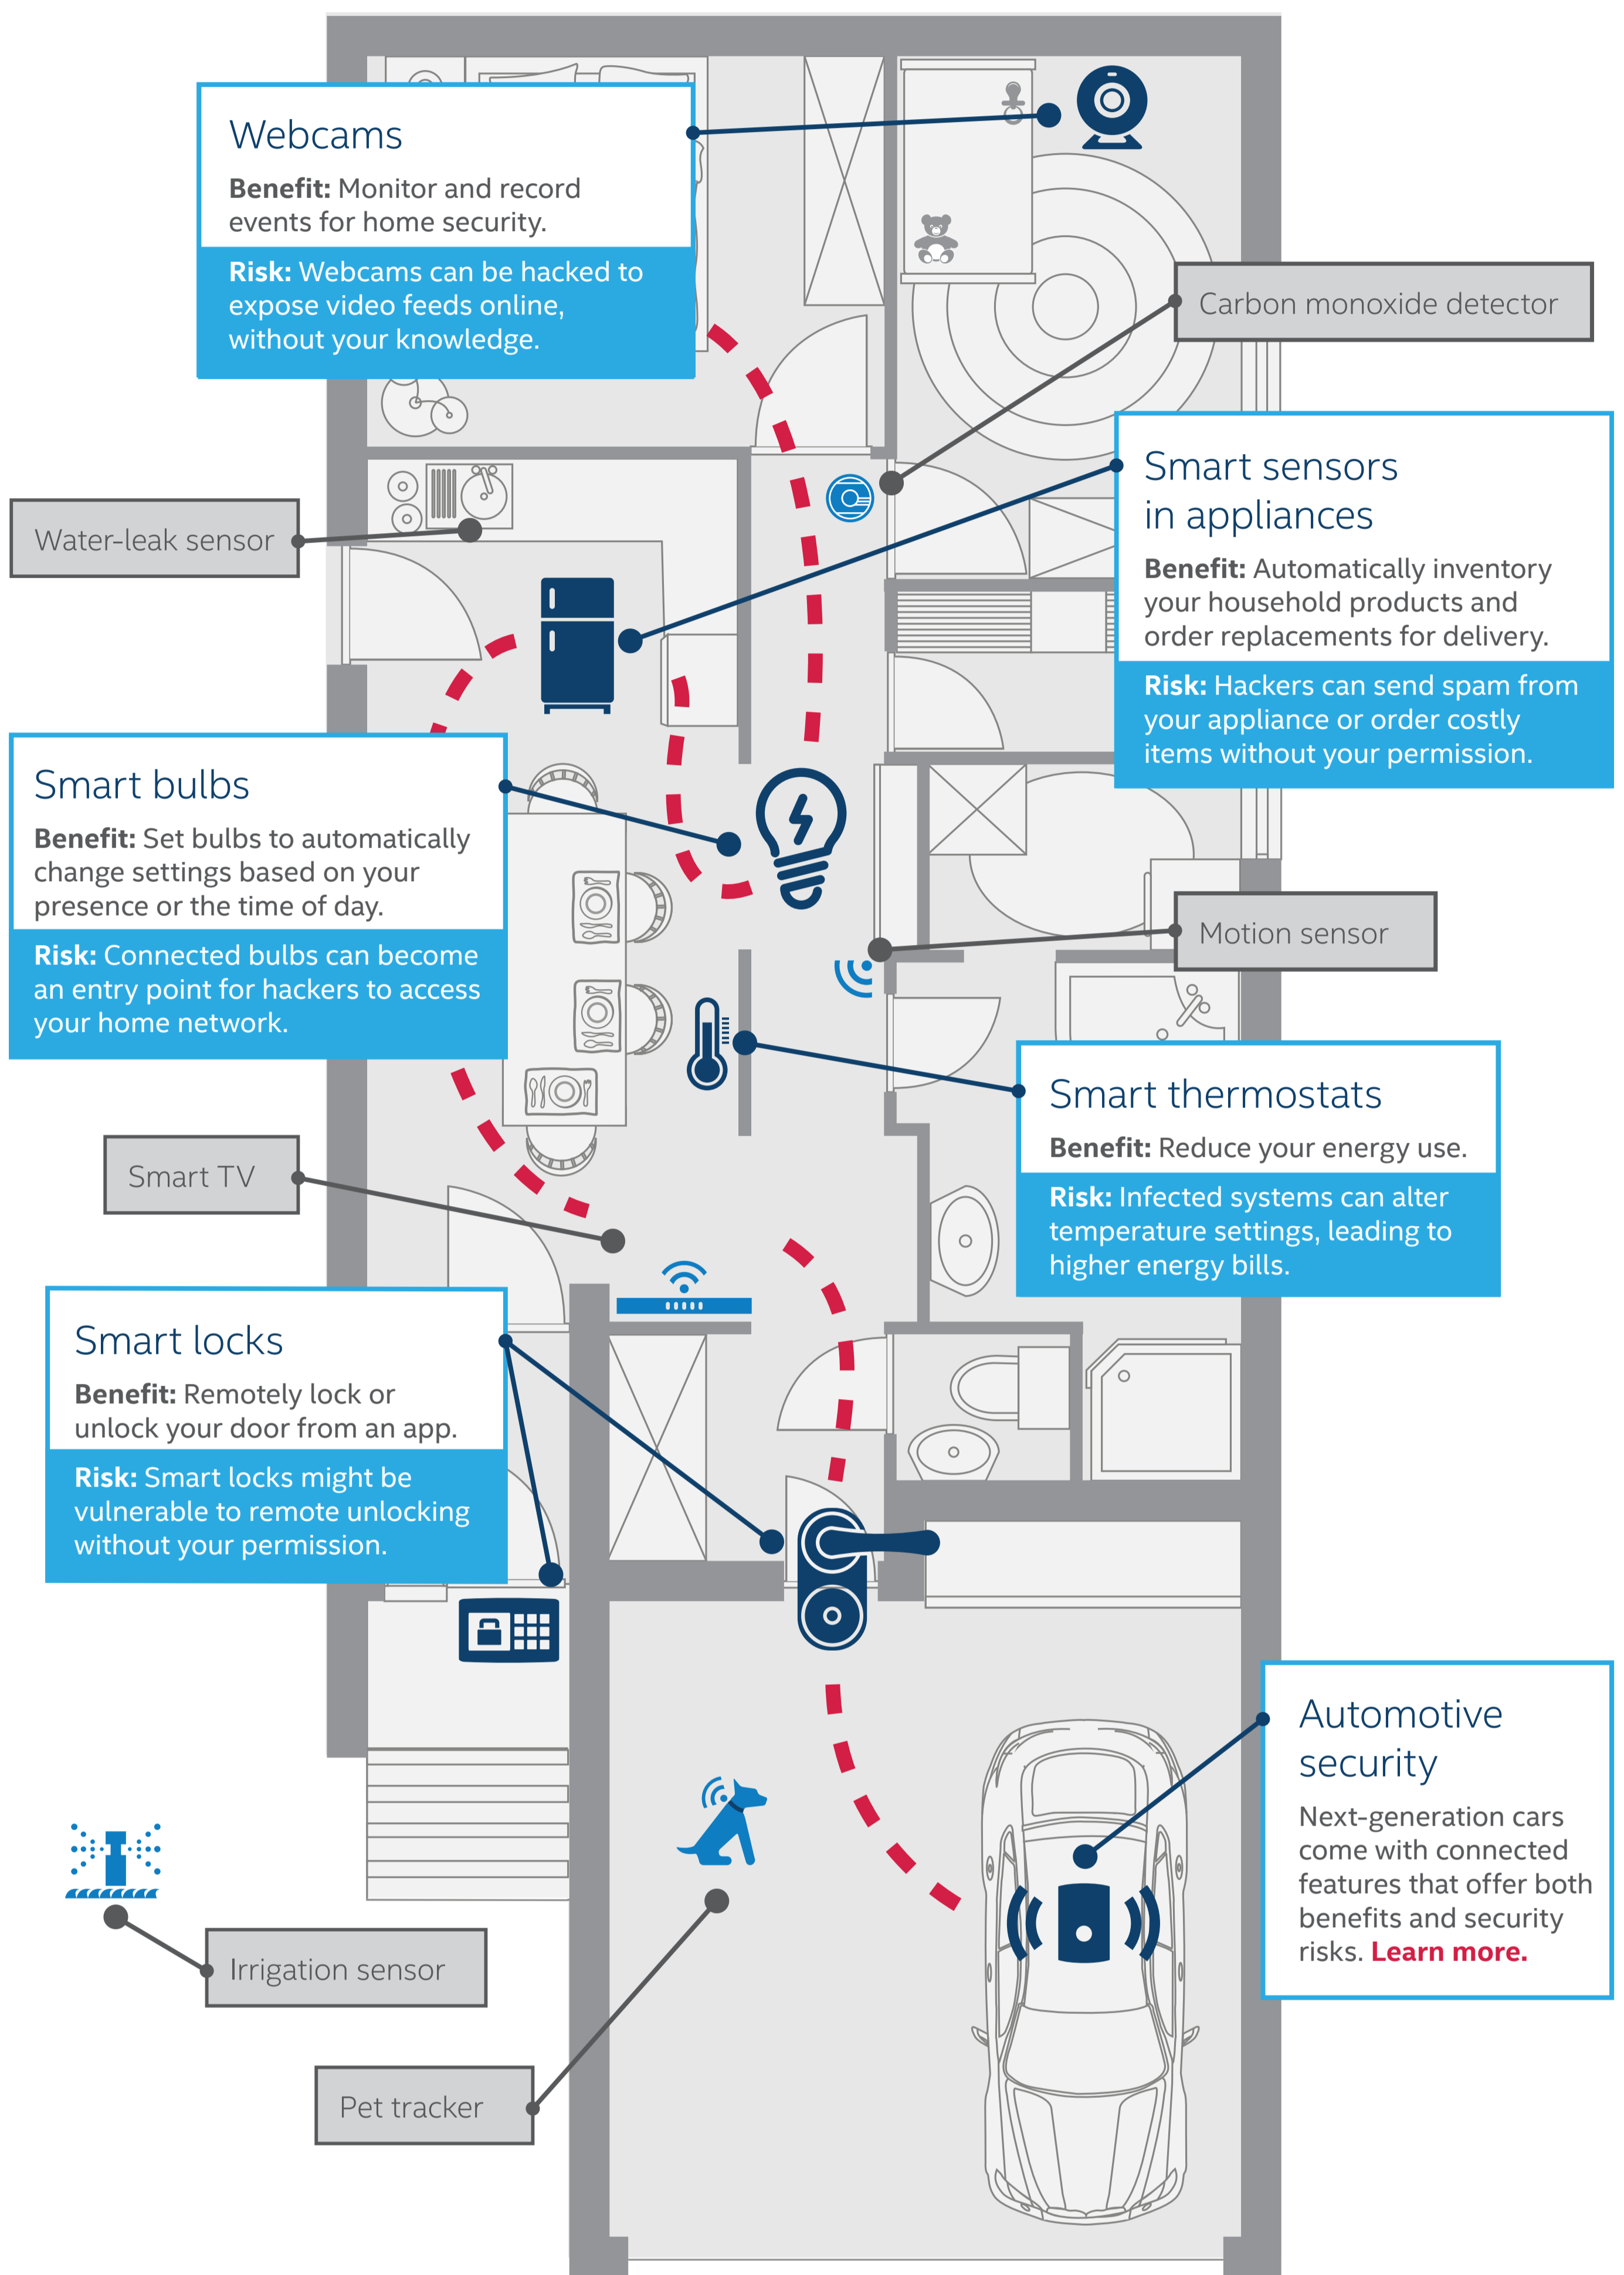 Webcams
Benefit: Monitor and record
events for home security.
Risk: Webcams can be hacked to
expose video feeds online,
without your knowledge.
Carbon monoxide detector
Smart sensors
in appliances
Benefit: Automatically inventory
your household products and
order replacements for delivery.
Risk: Hackers can send spam from
your appliance or order costly
items without your permission.
Water-leak sensor
Smart bulbs
Benefit: Set bulbs to automatically
change settings based on your
presence or the time of day.
Risk: Connected bulbs can become
an entry point for hackers to access
your home network.
Motion sensor
Smart thermostats
Benefit: Reduce your energy use.
Risk: Infected systems can alter
temperature settings, leading to
higher energy bills.
Smart TV
Smart locks
Benefit: Remotely lock or
unlock your door from an app.
Risk: Smart locks might be
vulnerable to remote unlocking
without your permission.
Automotive
security
Next-generation cars
come with connected
features that offer both
benefits and security
risks. Learn more.
Irrigation sensor
Pet tracker